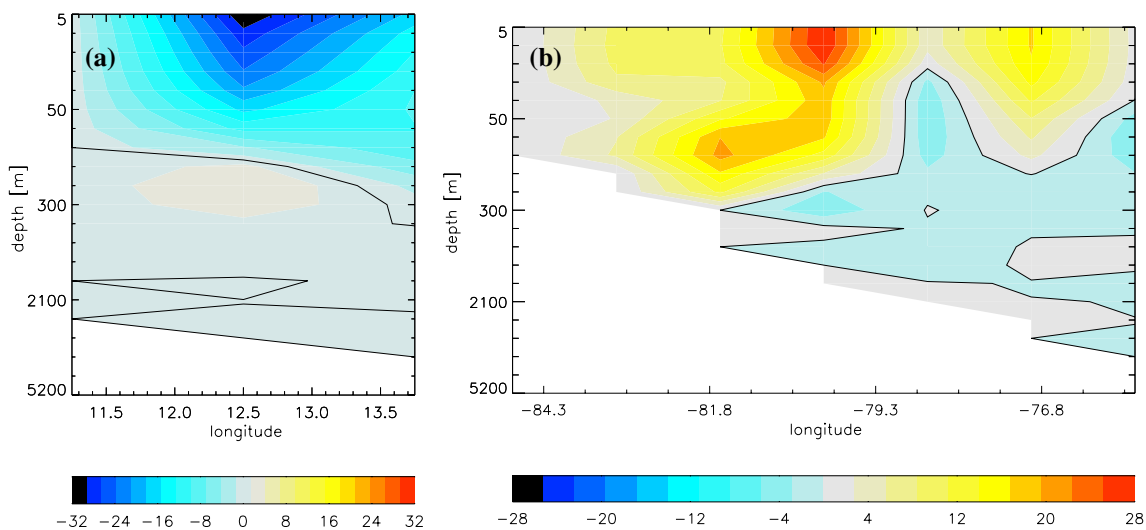 (a)
5
50
300
2100
5200
depth [m]
11.5 12.0 12.5 13.0 13.5
longitude
−32 −24 −16 −8 0 8 16 24 32
(b)
5
50
300
2100
5200
depth [m]
−84.3 −81.8 −79.3 −76.8
longitude
−28 −20 −12 −4 4 12 20 28